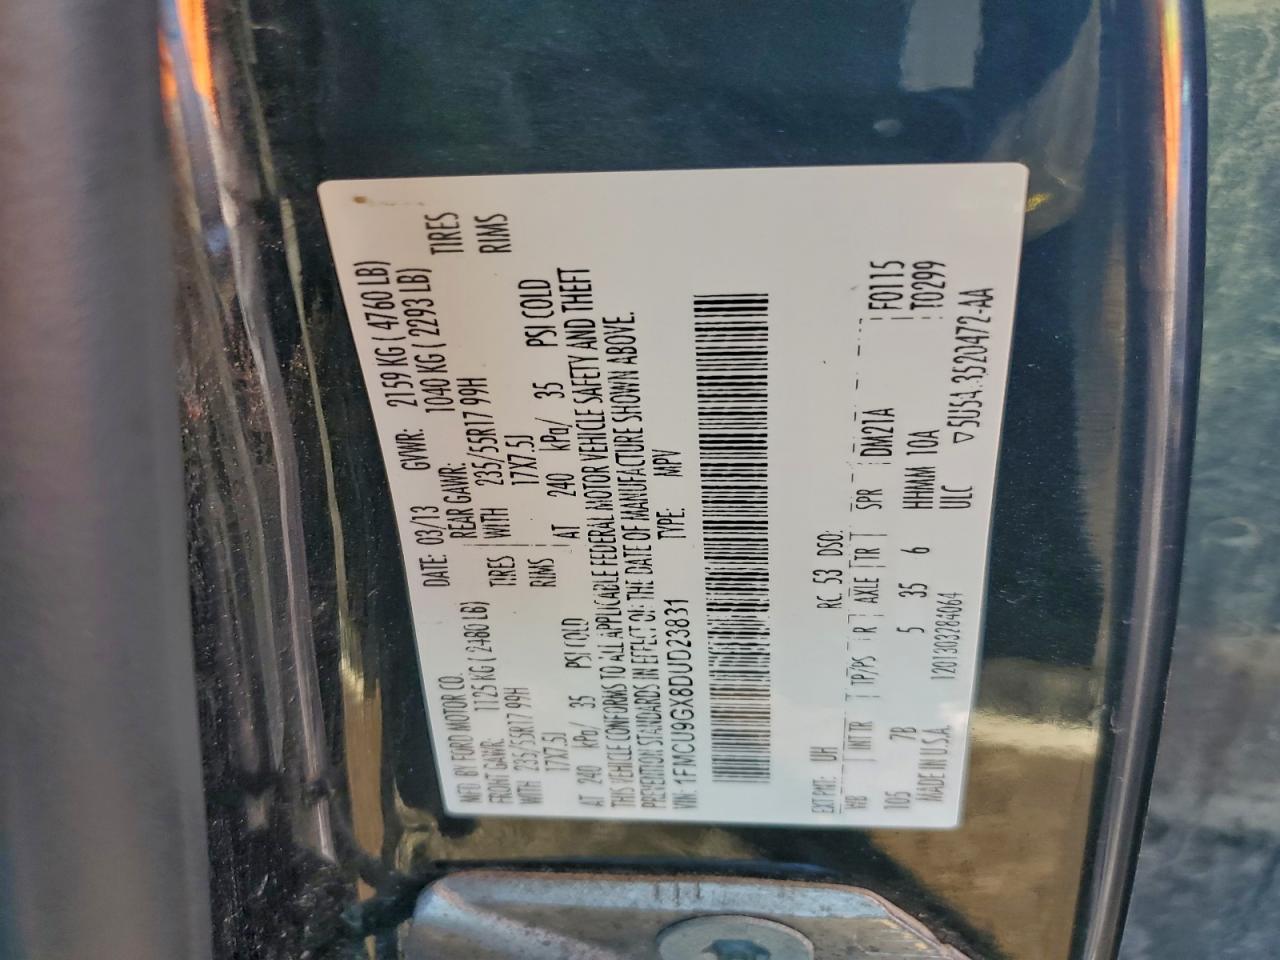 MFD. BY FORD MOTOR CO. DATE: 03/13 GVWR: 2159 KG ( 4760 LB)
FRONT GAWR: 1125 KG ( 2480 LB) REAR GAWR: 1040 KG ( 2293 LB)
WITH 235/55R17 99H TIRES WITH 235/55R17 99H TIRES
17X7.5J RIMS 17X7.5J RIMS
AT 240 kPa/ 35 PSI COLD AT 240 kPa/ 35 PSI COLD
THIS VEHICLE CONFORMS TO ALL APPLICABLE FEDERAL MOTOR VEHICLE SAFETY AND THEFT
PREVENTION STANDARDS IN EFFECT ON THE DATE OF MANUFACTURE SHOWN ABOVE.
VIN: 1FMCU9GX8DUD23831 TYPE: MPV
EXT PNT: UH RC: 53 DSO: F0115
WB INT TR TP/PS R AXLE TR SPR DM21A T0299
105 7B 5 35 6 HHMM 10A
MADE IN U.S.A. 1201303284064 ULC 5U5A-3520472-AA